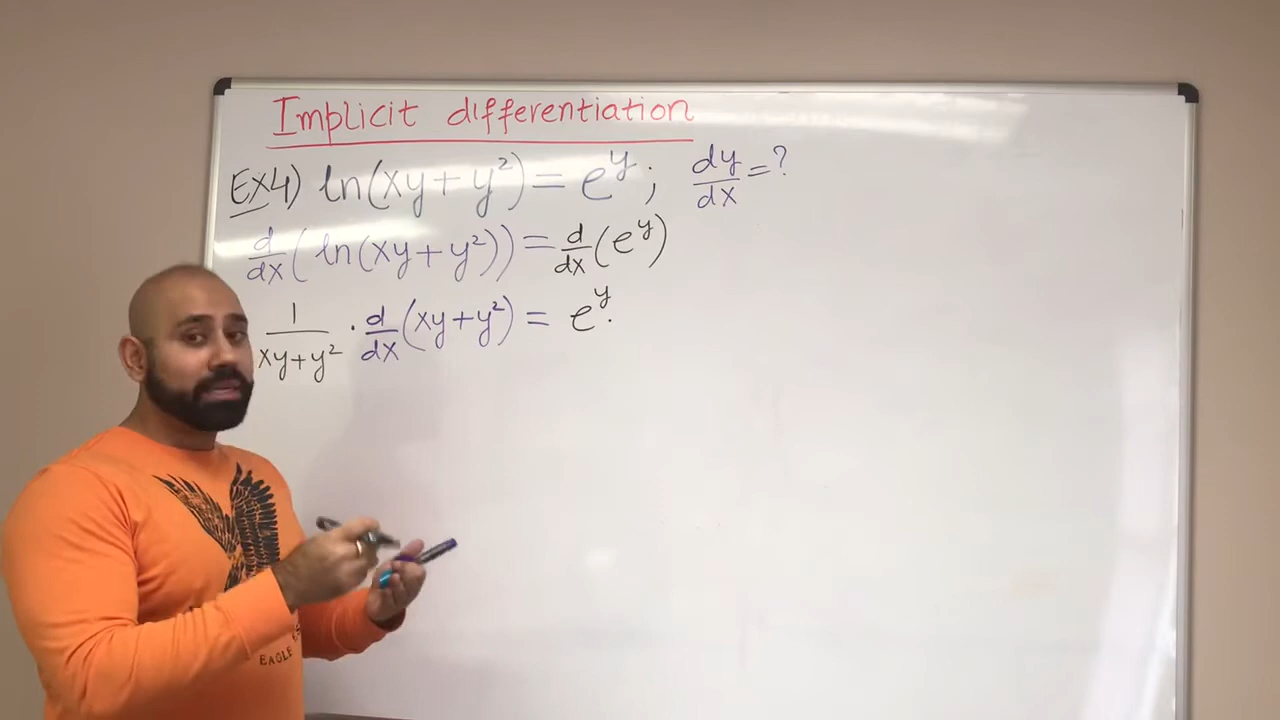 Implicit differentiation
EX4) ln(xy+y²)=e^y; dy/dx=?
d/dx(ln(xy+y²))=d/dx(e^y)
1/(xy+y²)·d/dx(xy+y²)=e^y·
EAGLE